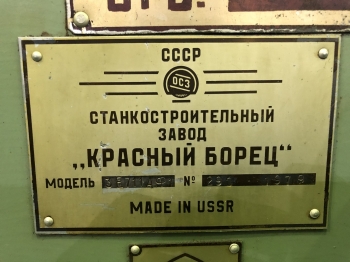 СССР
ОСЗ
СТАНКОСТРОИТЕЛЬНЫЙ
ЗАВОД
„КРАСНЫЙ БОРЕЦ“
МОДЕЛЬ №
MADE IN USSR